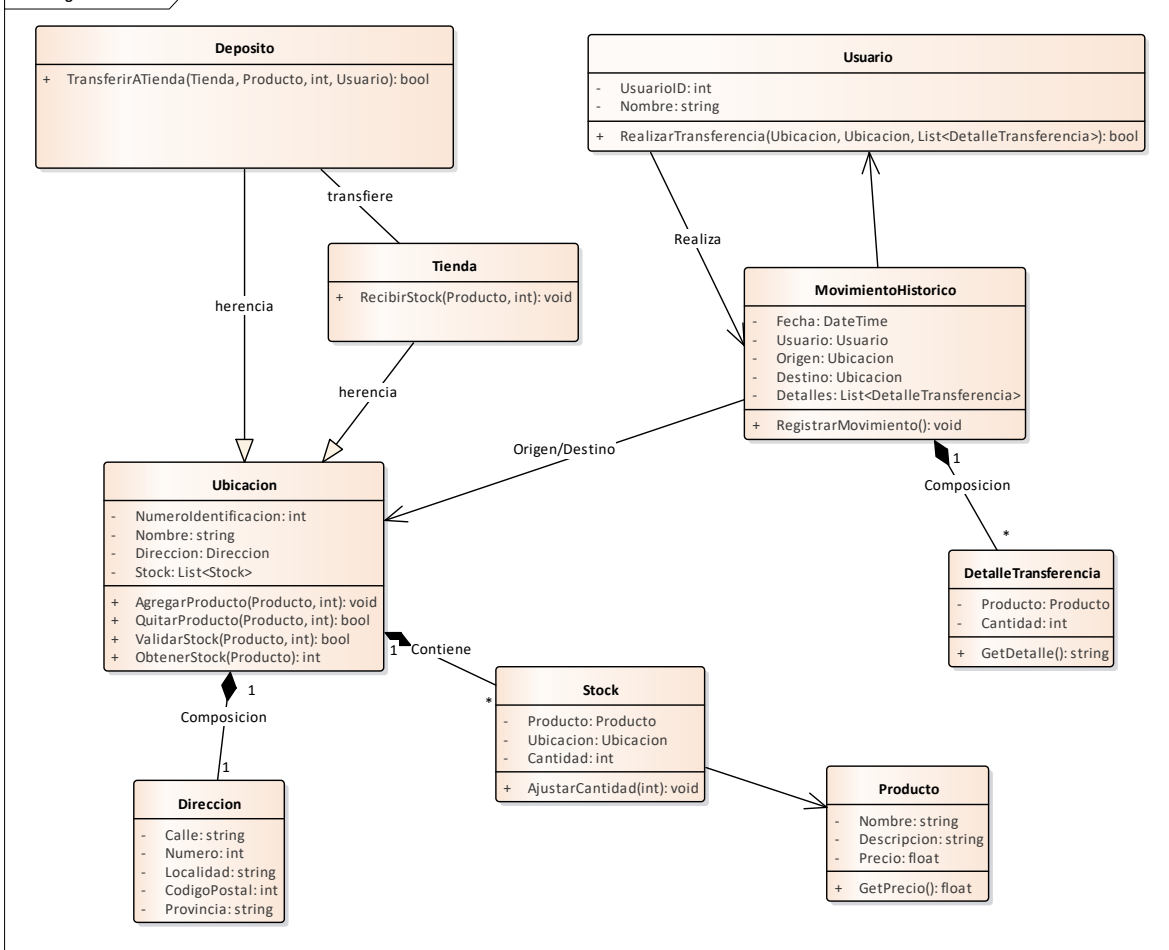 Deposito
+ TransferirATienda(Tienda, Producto, int, Usuario): bool
Usuario
- UsuarioID: int
- Nombre: string
+ RealizarTransferencia(Ubicacion, Ubicacion, List<DetalleTransferencia>): bool
transfiere
Realiza
Tienda
+ RecibirStock(Producto, int): void
herencia
herencia
MovimientoHistorico
- Fecha: DateTime
- Usuario: Usuario
- Origen: Ubicacion
- Destino: Ubicacion
- Detalles: List<DetalleTransferencia>
+ RegistrarMovimiento(): void
Origen/Destino
1
Composicion
*
Ubicacion
- NumeroIdentificacion: int
- Nombre: string
- Direccion: Direccion
- Stock: List<Stock>
+ AgregarProducto(Producto, int): void
+ QuitarProducto(Producto, int): bool
+ ValidarStock(Producto, int): bool
+ ObtenerStock(Producto): int
DetalleTransferencia
- Producto: Producto
- Cantidad: int
+ GetDetalle(): string
1 Contiene
*
1
Composicion
1
Stock
- Producto: Producto
- Ubicacion: Ubicacion
- Cantidad: int
+ AjustarCantidad(int): void
Direccion
- Calle: string
- Numero: int
- Localidad: string
- CodigoPostal: int
- Provincia: string
Producto
- Nombre: string
- Descripcion: string
- Precio: float
+ GetPrecio(): float